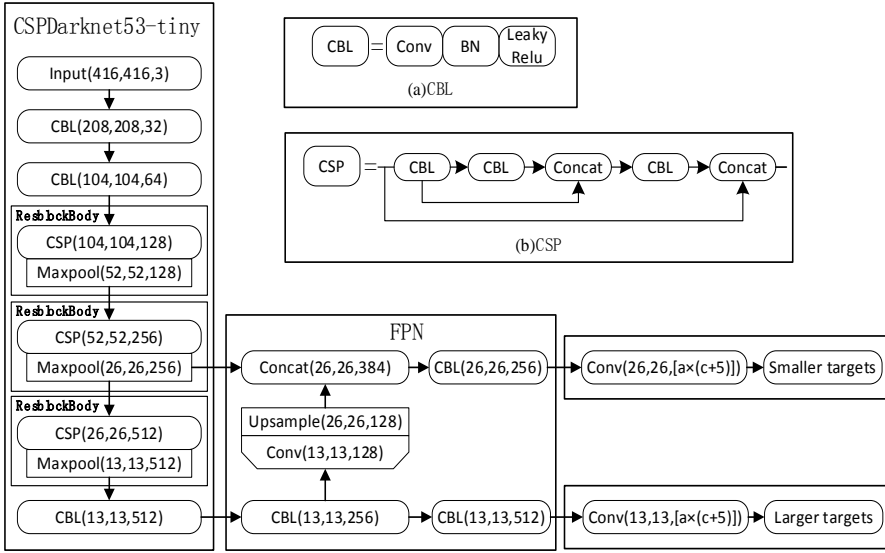 CSPDarknet53-tiny
Input(416,416,3)
CBL(208,208,32)
CBL(104,104,64)
ResblckBody
CSP(104,104,128)
Maxpool(52,52,128)
ResblckBody
CSP(52,52,256)
Maxpool(26,26,256)
ResblckBody
CSP(26,26,512)
Maxpool(13,13,512)
CBL(13,13,512)
CBL = Conv BN Leaky
Relu
(a)CBL
CSP = CBL CBL Concat CBL Concat
(b)CSP
FPN
Concat(26,26,384) CBL(26,26,256)
Upsample(26,26,128)
Conv(13,13,128)
CBL(13,13,256) CBL(13,13,512)
Conv(26,26,[a×(c+5)]) Smaller targets
Conv(13,13,[a×(c+5)]) Larger targets